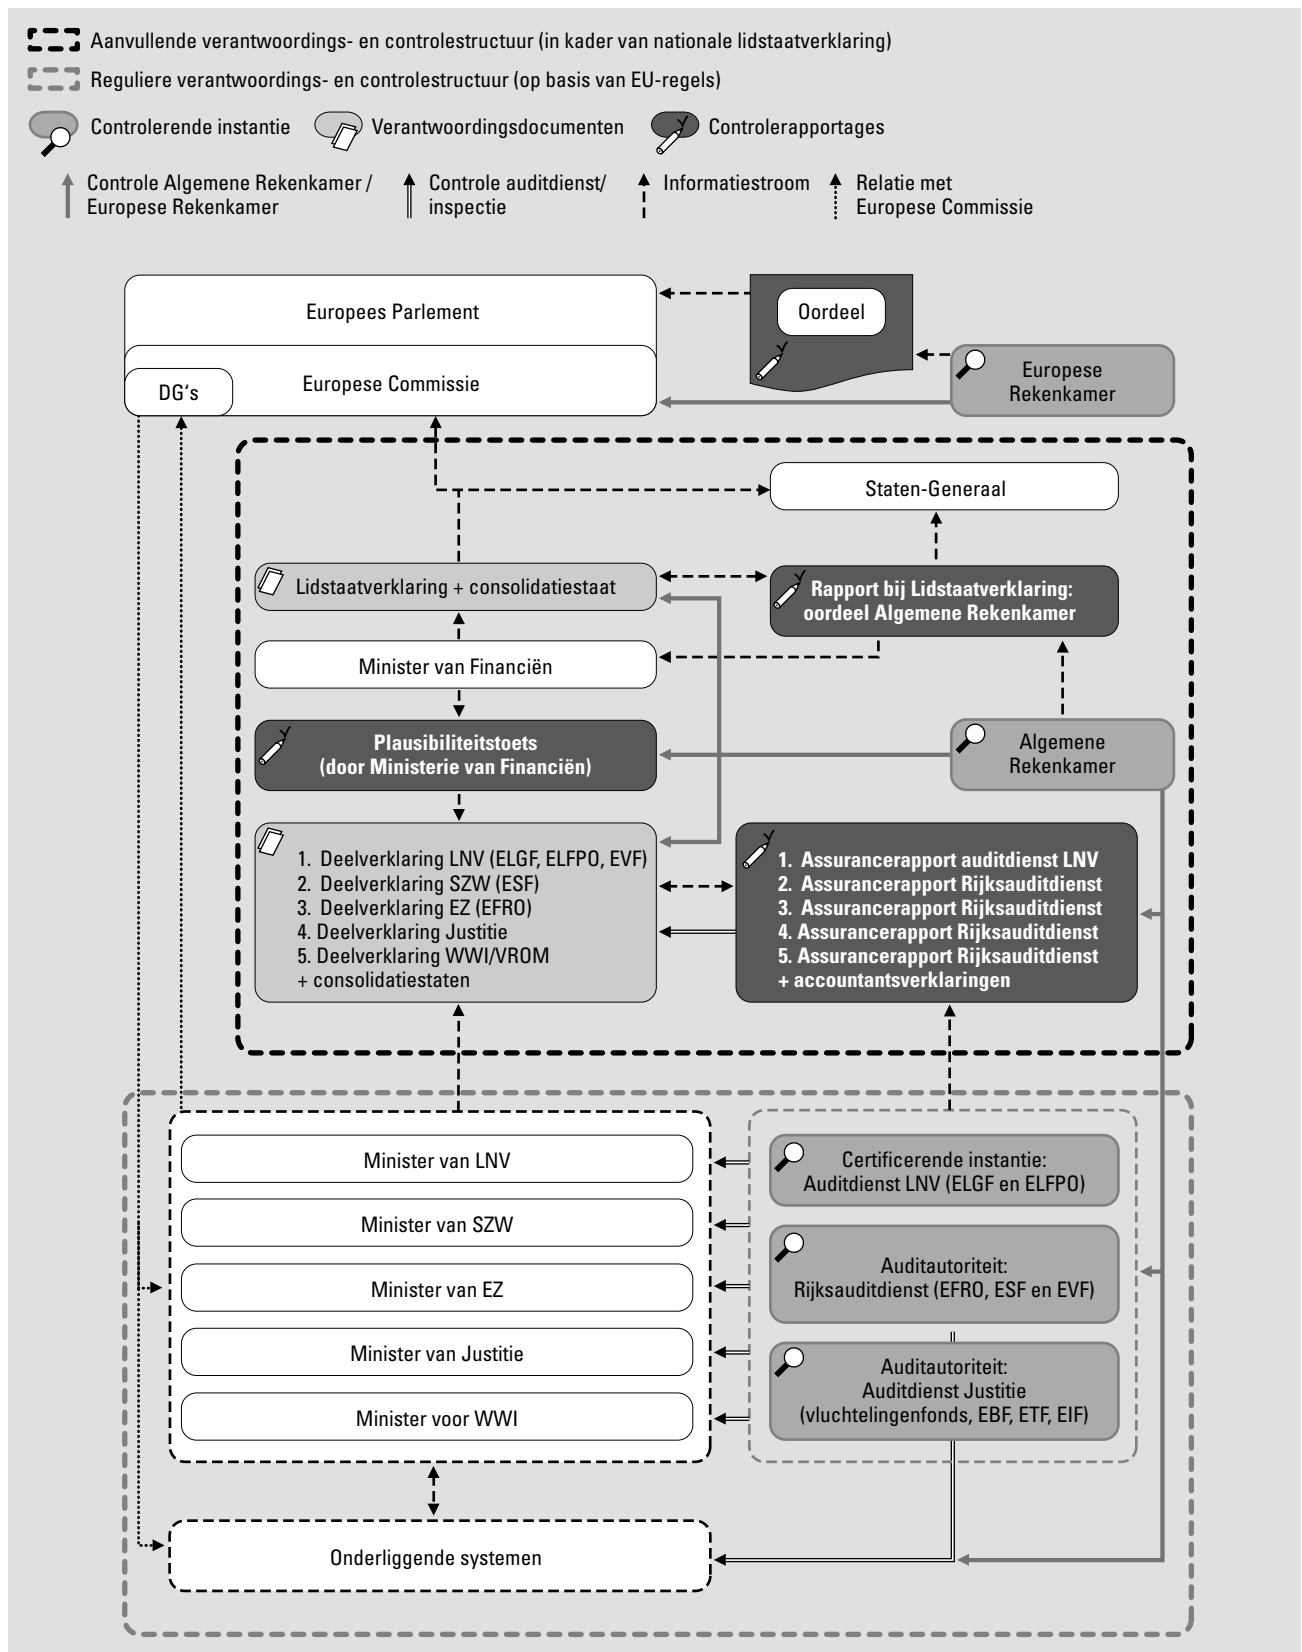 Aanvullende verantwoordings- en controlestructuur (in kader van nationale lidstaatverklaring)
Reguliere verantwoordings- en controlestructuur (op basis van EU-regels)
Controlerende instantie
Verantwoordingsdocumenten
Controlerapportages
Controle Algemene Rekenkamer /
Europese Rekenkamer
Controle auditdienst/
inspectie
Informatiestroom
Relatie met
Europese Commissie
Europees Parlement
Oordeel
Europese Commissie
DG‘s
Europese
Rekenkamer
Staten-Generaal
Lidstaatverklaring + consolidatiestaat
Rapport bij Lidstaatverklaring:
oordeel Algemene Rekenkamer
Minister van Financiën
Plausibiliteitstoets
(door Ministerie van Financiën)
Algemene
Rekenkamer
1. Deelverklaring LNV (ELGF, ELFPO, EVF)
2. Deelverklaring SZW (ESF)
3. Deelverklaring EZ (EFRO)
4. Deelverklaring Justitie
5. Deelverklaring WWI/VROM
+ consolidatiestaten
1. Assurancerapport auditdienst LNV
2. Assurancerapport Rijksauditdienst
3. Assurancerapport Rijksauditdienst
4. Assurancerapport Rijksauditdienst
5. Assurancerapport Rijksauditdienst
+ accountantsverklaringen
Minister van LNV
Minister van SZW
Minister van EZ
Minister van Justitie
Minister voor WWI
Certificerende instantie:
Auditdienst LNV (ELGF en ELFPO)
Auditautoriteit:
Rijksauditdienst (EFRO, ESF en EVF)
Auditautoriteit:
Auditdienst Justitie
(vluchtelingenfonds, EBF, ETF, EIF)
Onderliggende systemen